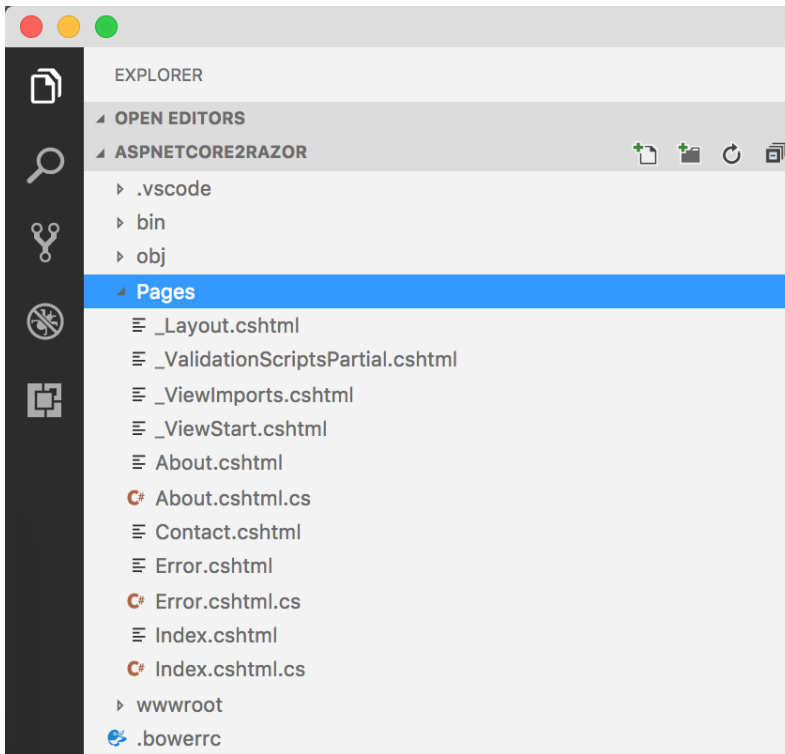 EXPLORER
OPEN EDITORS
ASPNETCORE2RAZOR
.vscode
bin
obj
Pages
_Layout.cshtml
_ValidationScriptsPartial.cshtml
_ViewImports.cshtml
_ViewStart.cshtml
About.cshtml
C# About.cshtml.cs
Contact.cshtml
Error.cshtml
C# Error.cshtml.cs
Index.cshtml
C# Index.cshtml.cs
wwwroot
.bowerrc